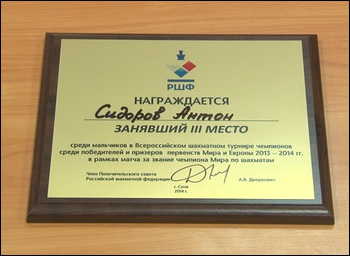 РШФ
НАГРАЖДАЕТСЯ
Сидоров Антон
ЗАНЯВШИЙ III МЕСТО
среди мальчиков в Всероссийском шахматном турнире чемпионов
среди победителей и призеров первенств Мира и Европы 2013 – 2014 гг.
в рамках матча за звание чемпиона Мира по шахматам
Член Попечительского совета
Российской шахматной федерации
А.В. Дворкович
г. Сочи
2014 г.